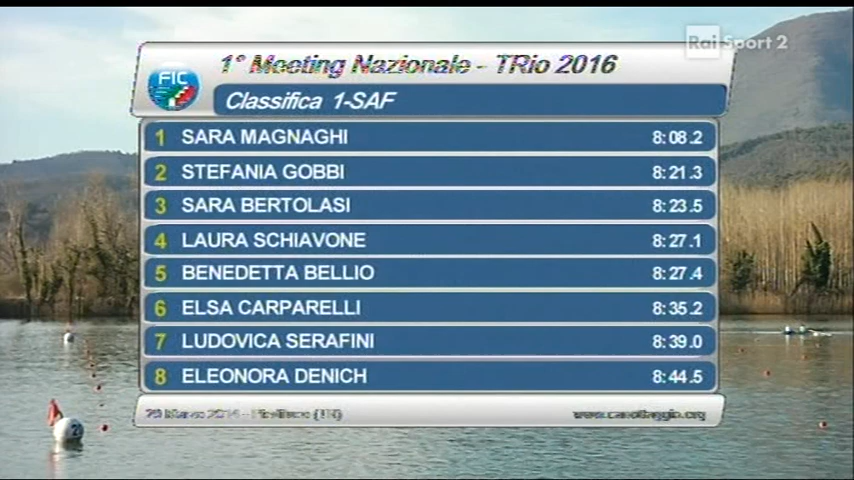 Rai Sport 2
FIC
1° Meeting Nazionale - TRio 2016
Classifica 1-SAF
1 SARA MAGNAGHI 8:08.2
2 STEFANIA GOBBI 8:21.3
3 SARA BERTOLASI 8:23.5
4 LAURA SCHIAVONE 8:27.1
5 BENEDETTA BELLIO 8:27.4
6 ELSA CARPARELLI 8:35.2
7 LUDOVICA SERAFINI 8:39.0
8 ELEONORA DENICH 8:44.5
www.canottaggio.org
2